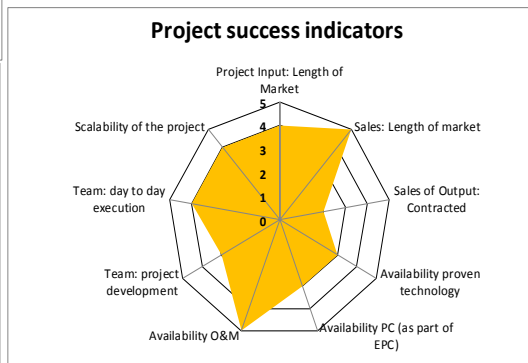 Project success indicators
Project Input: Length of
Market
5
4
3
2
1
0
Sales: Length of market
Sales of Output:
Contracted
Availability proven
technology
Availability PC (as part of
EPC)
Availability O&M
Team: project
development
Team: day to day
execution
Scalability of the project